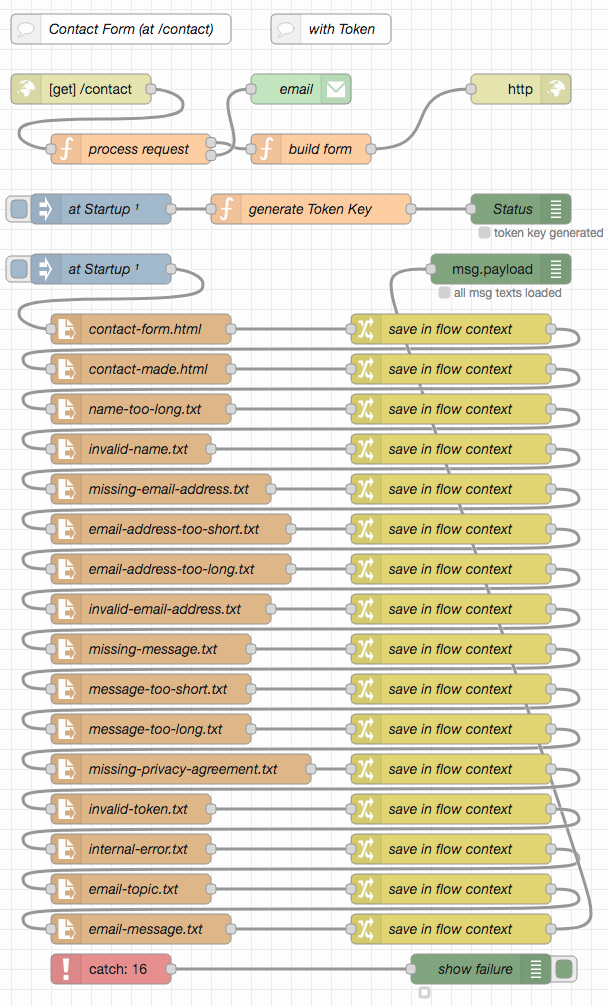 Contact Form (at /contact)
with Token
[get] /contact
email
http
process request
build form
at Startup ¹
generate Token Key
Status
token key generated
at Startup ¹
msg.payload
all msg texts loaded
contact-form.html
save in flow context
contact-made.html
save in flow context
name-too-long.txt
save in flow context
invalid-name.txt
save in flow context
missing-email-address.txt
save in flow context
email-address-too-short.txt
save in flow context
email-address-too-long.txt
save in flow context
invalid-email-address.txt
save in flow context
missing-message.txt
save in flow context
message-too-short.txt
save in flow context
message-too-long.txt
save in flow context
missing-privacy-agreement.txt
save in flow context
invalid-token.txt
save in flow context
internal-error.txt
save in flow context
email-topic.txt
save in flow context
email-message.txt
save in flow context
catch: 16
show failure